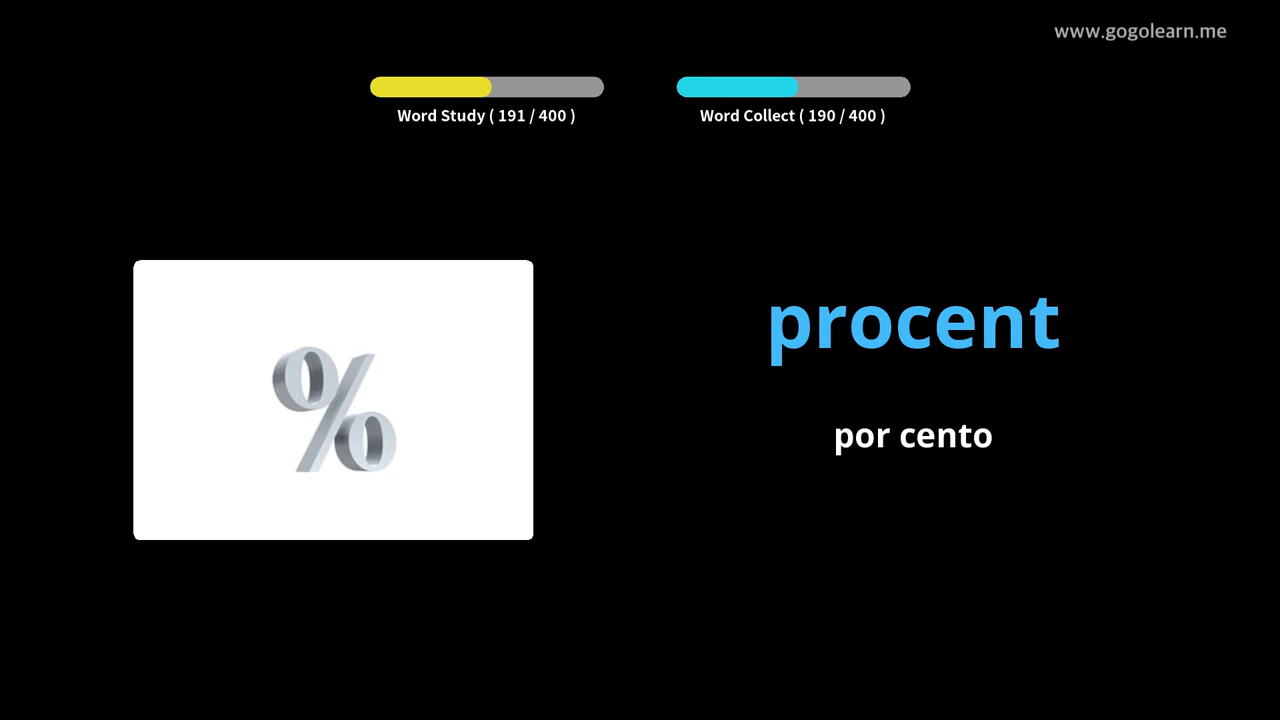 www.gogolearn.me
Word Study ( 191 / 400 )
Word Collect ( 190 / 400 )
%
procent
por cento